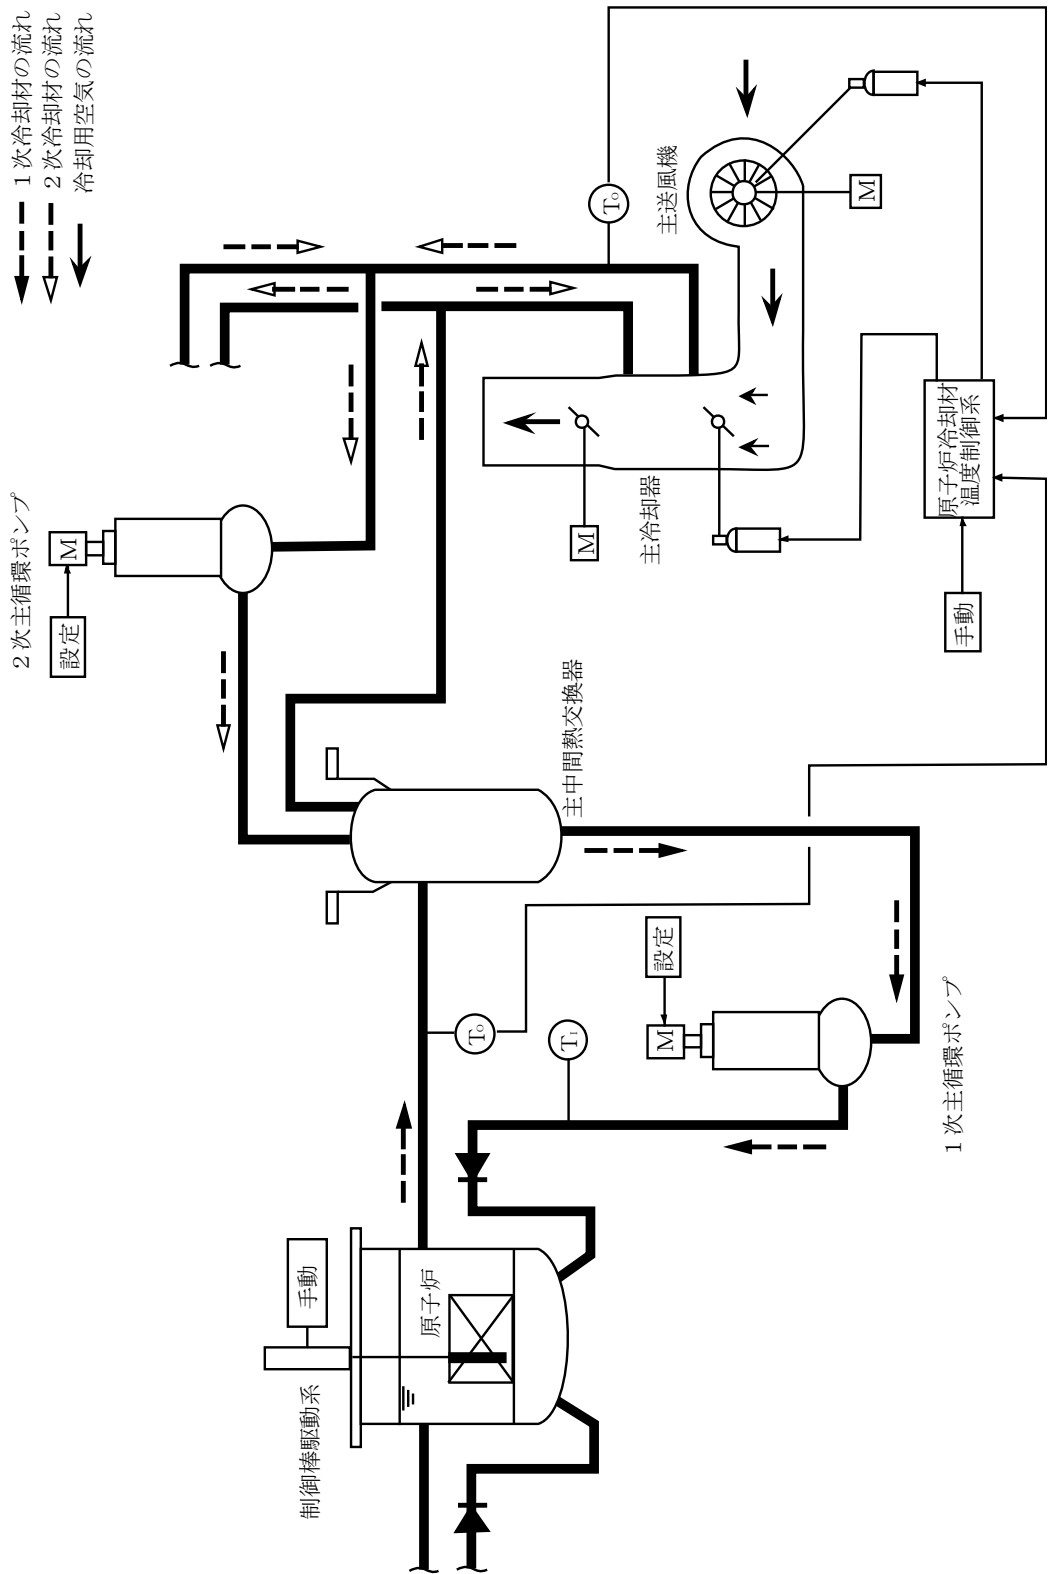 1次冷却材の流れ
2次冷却材の流れ
冷却用空気の流れ
制御棒駆動系
手動
原子炉
To
TI
M
設定
1次主循環ポンプ
主中間熱交換器
2次主循環ポンプ
設定
M
主冷却器
M
主送風機
M
To
原子炉冷却材
温度制御系
手動